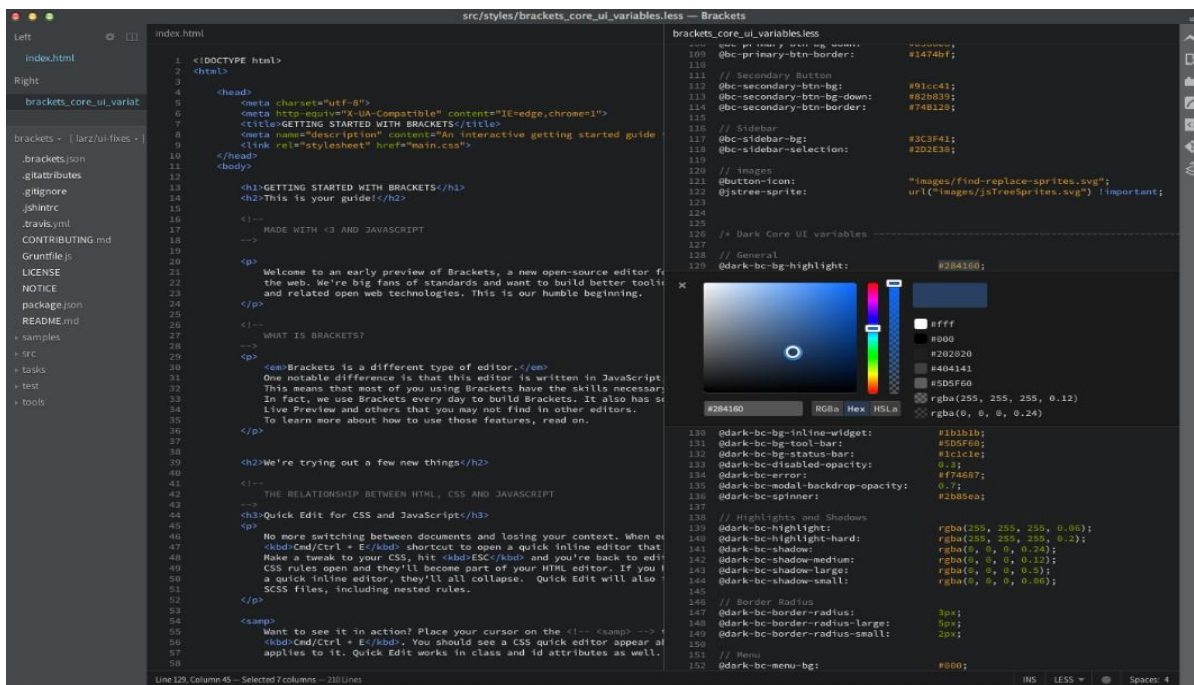 src/styles/brackets_core_ui_variables.less — Brackets
Left
index.html
Right
brackets_core_ui_variat
brackets - [ larz/ui-fixes - ]
.brackets.json
.gitattributes
.gitignore
.jshintrc
.travis.yml
CONTRIBUTING.md
Gruntfile.js
LICENSE
NOTICE
package.json
README.md
samples
src
tasks
test
tools
index.html
1 <!DOCTYPE html>
2 <html>
3
4 <head>
5 <meta charset="utf-8">
6 <meta http-equiv="X-UA-Compatible" content="IE=edge,chrome=1">
7 <title>GETTING STARTED WITH BRACKETS</title>
8 <meta name="description" content="An interactive getting started guide
9 <link rel="stylesheet" href="main.css">
10 </head>
11 <body>
12
13 <h1>GETTING STARTED WITH BRACKETS</h1>
14 <h2>This is your guide!</h2>
15
16 <!--
17 MADE WITH <3 AND JAVASCRIPT
18 -->
19
20 <p>
21 Welcome to an early preview of Brackets, a new open-source editor fo
22 the web. We're big fans of standards and want to build better toolin
23 and related open web technologies. This is our humble beginning.
24 </p>
25
26 <!--
27 WHAT IS BRACKETS?
28 -->
29 <p>
30 <em>Brackets is a different type of editor.</em>
31 One notable difference is that this editor is written in JavaScript
32 This means that most of you using Brackets have the skills necessary
33 In fact, we use Brackets every day to build Brackets. It also has so
34 Live Preview and others that you may not find in other editors.
35 To learn more about how to use those features, read on.
36 </p>
37
38
39 <h2>We're trying out a few new things</h2>
40
41 <!--
42 THE RELATIONSHIP BETWEEN HTML, CSS AND JAVASCRIPT
43 -->
44 <h3>Quick Edit for CSS and JavaScript</h3>
45 <p>
46 No more switching between documents and losing your context. When e
47 <kbd>Cmd/Ctrl + E</kbd> shortcut to open a quick inline editor that
48 Make a tweak to your CSS, hit <kbd>ESC</kbd> and you're back to edi
49 CSS rules open and they'll become part of your HTML editor. If you h
50 a quick inline editor, they'll all collapse. Quick Edit will also
51 SCSS files, including nested rules.
52 </p>
53
54 <samp>
55 Want to see it in action? Place your cursor on the <!-- <samp> -->
56 <kbd>Cmd/Ctrl + E</kbd>. You should see a CSS quick editor appear a
57 applies to it. Quick Edit works in class and id attributes as well.
58
brackets_core_ui_variables.less
108 @bc-primary-btn-bg-down:
109 @bc-primary-btn-border: #1474bf;
110
111 // Secondary Button
112 @bc-secondary-btn-bg: #91cc41;
113 @bc-secondary-btn-bg-down: #82b839;
114 @bc-secondary-btn-border: #74B120;
115
116 // Sidebar
117 @bc-sidebar-bg: #3C3F41;
118 @bc-sidebar-selection: #2D2E30;
119
120 // images
121 @button-icon: "images/find-replace-sprites.svg";
122 @jstree-sprite: url("images/jsTreeSprites.svg") !important;
123
124
125
126 /* Dark Core UI variables
127
128 // General
129 @dark-bc-bg-highlight: #284160;
#fff
#000
#202020
#404141
#5D5F60
rgba(255, 255, 255, 0.12)
rgba(0, 0, 0, 0.24)
#284160
RGBa Hex HSLa
130 @dark-bc-bg-inline-widget: #1b1b1b;
131 @dark-bc-bg-tool-bar: #5D5F60;
132 @dark-bc-bg-status-bar: #1c1c1e;
133 @dark-bc-disabled-opacity: 0.3;
134 @dark-bc-error: #f74687;
135 @dark-bc-modal-backdrop-opacity: 0.7;
136 @dark-bc-spinner: #2b85ea;
137
138 // Highlights and Shadows
139 @dark-bc-highlight: rgba(255, 255, 255, 0.06);
140 @dark-bc-highlight-hard: rgba(255, 255, 255, 0.2);
141 @dark-bc-shadow: rgba(0, 0, 0, 0.24);
142 @dark-bc-shadow-medium: rgba(0, 0, 0, 0.12);
143 @dark-bc-shadow-large: rgba(0, 0, 0, 0.5);
144 @dark-bc-shadow-small: rgba(0, 0, 0, 0.06);
145
146 // Border Radius
147 @dark-bc-border-radius: 3px;
148 @dark-bc-border-radius-large: 5px;
149 @dark-bc-border-radius-small: 2px;
150
151 // Menu
152 @dark-bc-menu-bg: #000;
Line 129, Column 45 — Selected 7 columns — 210 Lines
INS LESS Spaces: 4